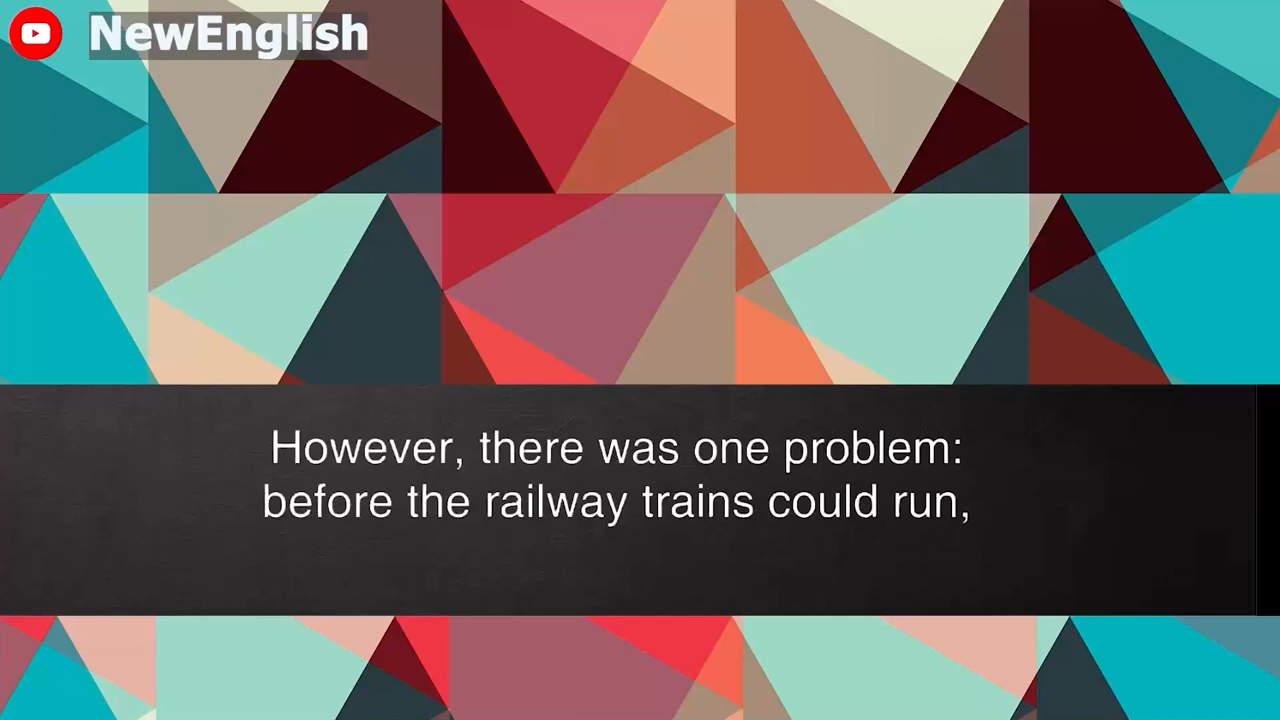 NewEnglish
However, there was one problem:
before the railway trains could run,